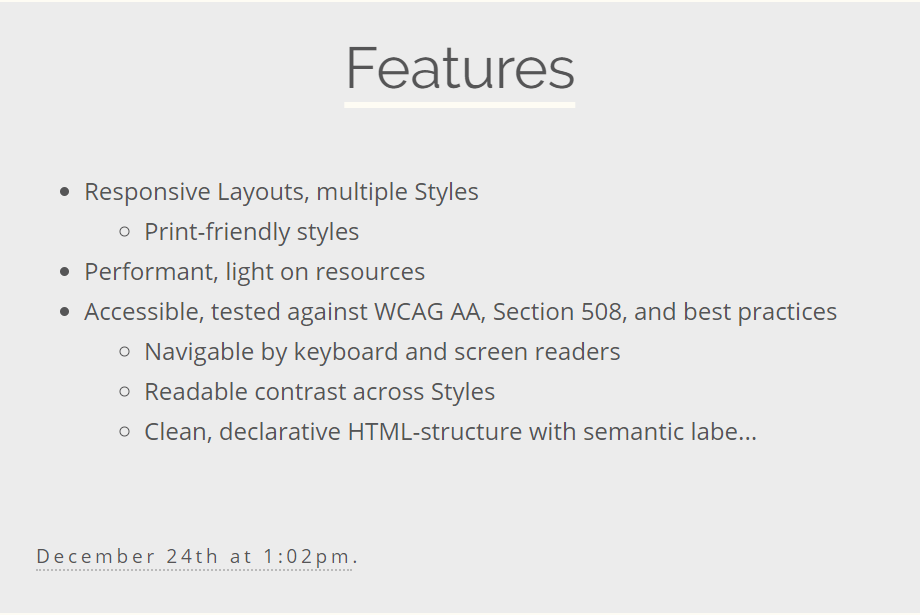 Features
Responsive Layouts, multiple Styles
Print-friendly styles
Performant, light on resources
Accessible, tested against WCAG AA, Section 508, and best practices
Navigable by keyboard and screen readers
Readable contrast across Styles
Clean, declarative HTML-structure with semantic labe...
December 24th at 1:02pm.